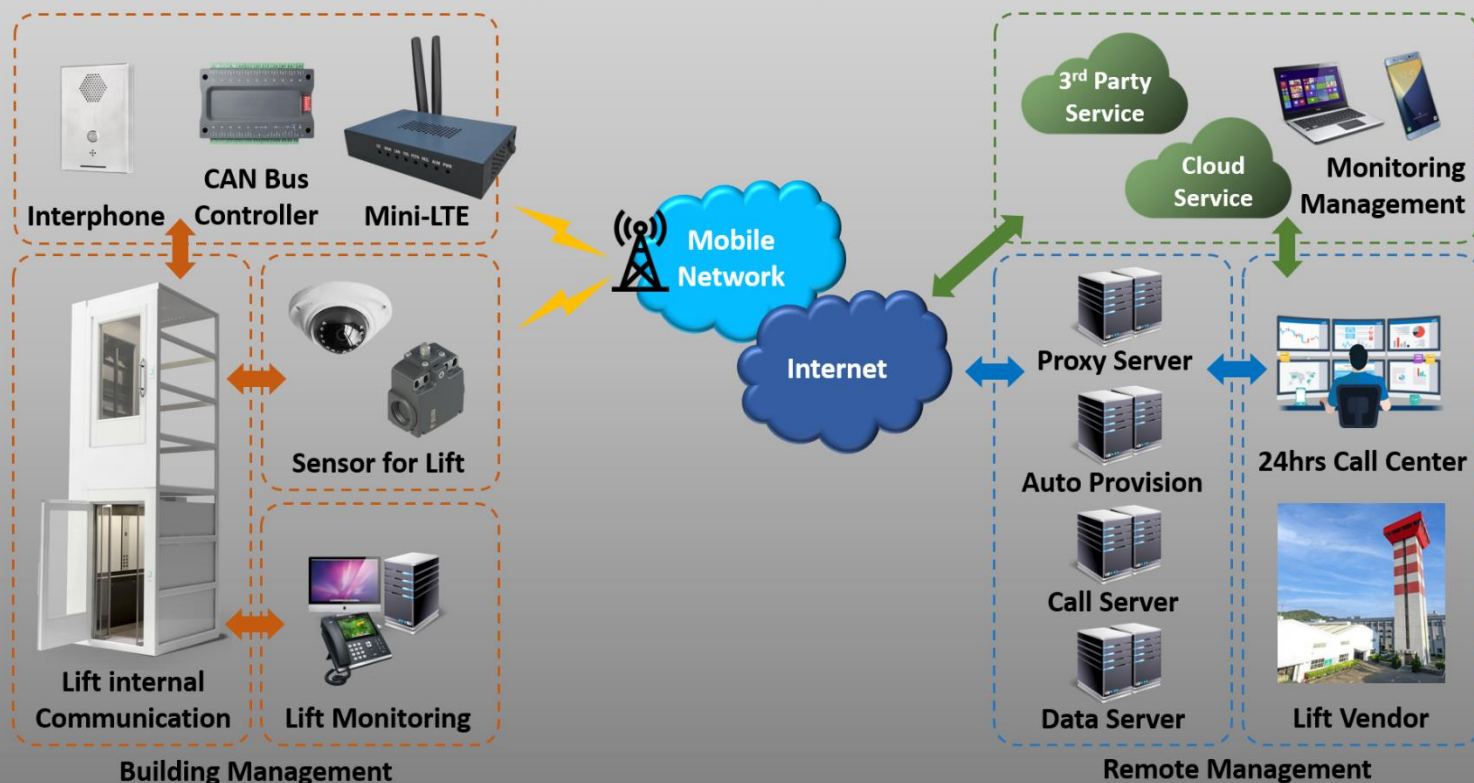 Interphone
CAN Bus
Controller
Mini-LTE
Lift internal
Communication
Sensor for Lift
Lift Monitoring
Building Management
Mobile
Network
Internet
3rd Party
Service
Cloud
Service
Monitoring
Management
Proxy Server
Auto Provision
Call Server
Data Server
24hrs Call Center
Lift Vendor
Remote Management